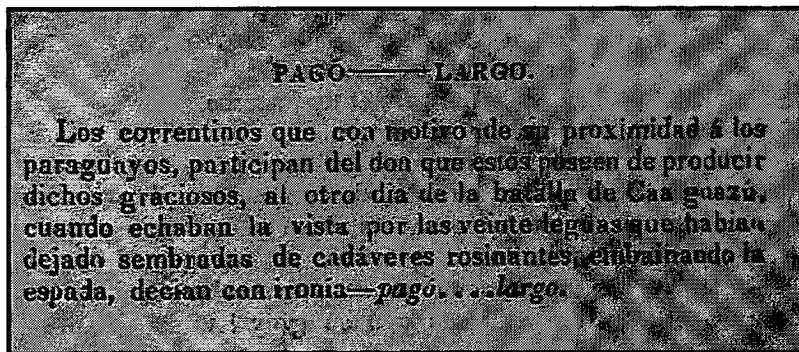 PAGÓ——LARGO.
Los correntinos que con motivo de su proximidad á los
paraguayos, participan del don que estos poseen de producir
dichos graciosos, al otro dia de la batalla de Caa guazú,
cuando echaban la vista por las veinte leguas que habian
dejado sembradas de cadáveres rosinantes, embainando la
espada, decian con ironía—pagó....largo.